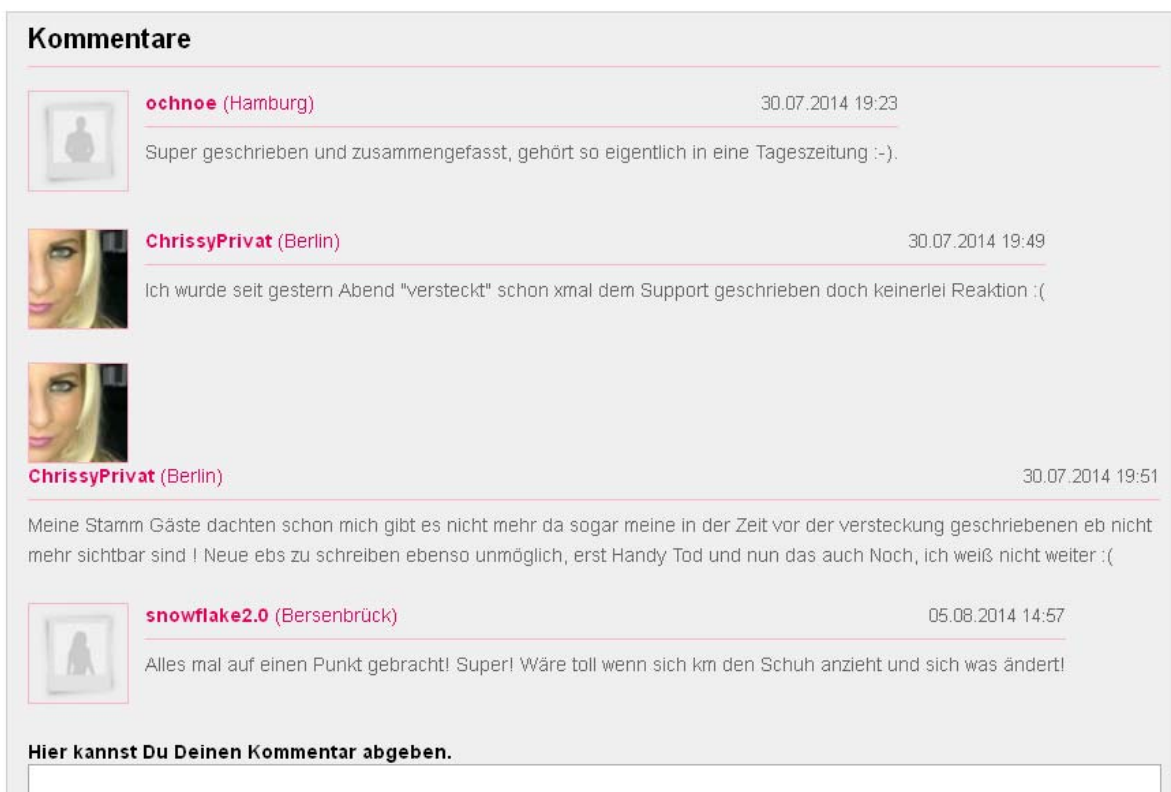 Kommentare
ochnoe (Hamburg) 30.07.2014 19:23
Super geschrieben und zusammengefasst, gehört so eigentlich in eine Tageszeitung :-).
ChrissyPrivat (Berlin) 30.07.2014 19:49
Ich wurde seit gestern Abend "versteckt" schon xmal dem Support geschrieben doch keinerlei Reaktion :(
ChrissyPrivat (Berlin) 30.07.2014 19:51
Meine Stamm Gäste dachten schon mich gibt es nicht mehr da sogar meine in der Zeit vor der versteckung geschriebenen eb nicht
mehr sichtbar sind ! Neue ebs zu schreiben ebenso unmöglich, erst Handy Tod und nun das auch Noch, ich weiß nicht weiter :(
snowflake2.0 (Bersenbrück) 05.08.2014 14:57
Alles mal auf einen Punkt gebracht! Super! Wäre toll wenn sich km den Schuh anzieht und sich was ändert!
Hier kannst Du Deinen Kommentar abgeben.